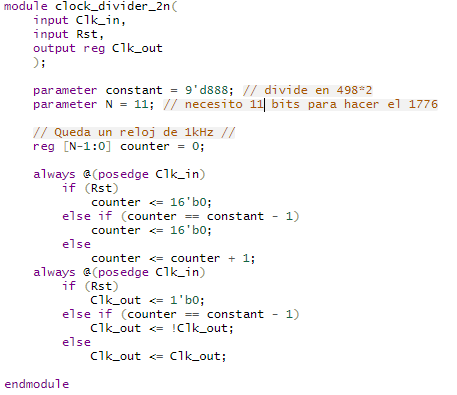 module clock_divider_2n(
    input Clk_in,
    input Rst,
    output reg Clk_out
    );

    parameter constant = 9'd888; // divide en 498*2
    parameter N = 11; // necesito 11 bits para hacer el 1776

    // Queda un reloj de 1kHz //
    reg [N-1:0] counter = 0;

    always @(posedge Clk_in)
        if (Rst)
            counter <= 16'b0;
        else if (counter == constant - 1)
            counter <= 16'b0;
        else
            counter <= counter + 1;
    always @(posedge Clk_in)
        if (Rst)
            Clk_out <= 1'b0;
        else if (counter == constant - 1)
            Clk_out <= !Clk_out;
        else
            Clk_out <= Clk_out;

endmodule